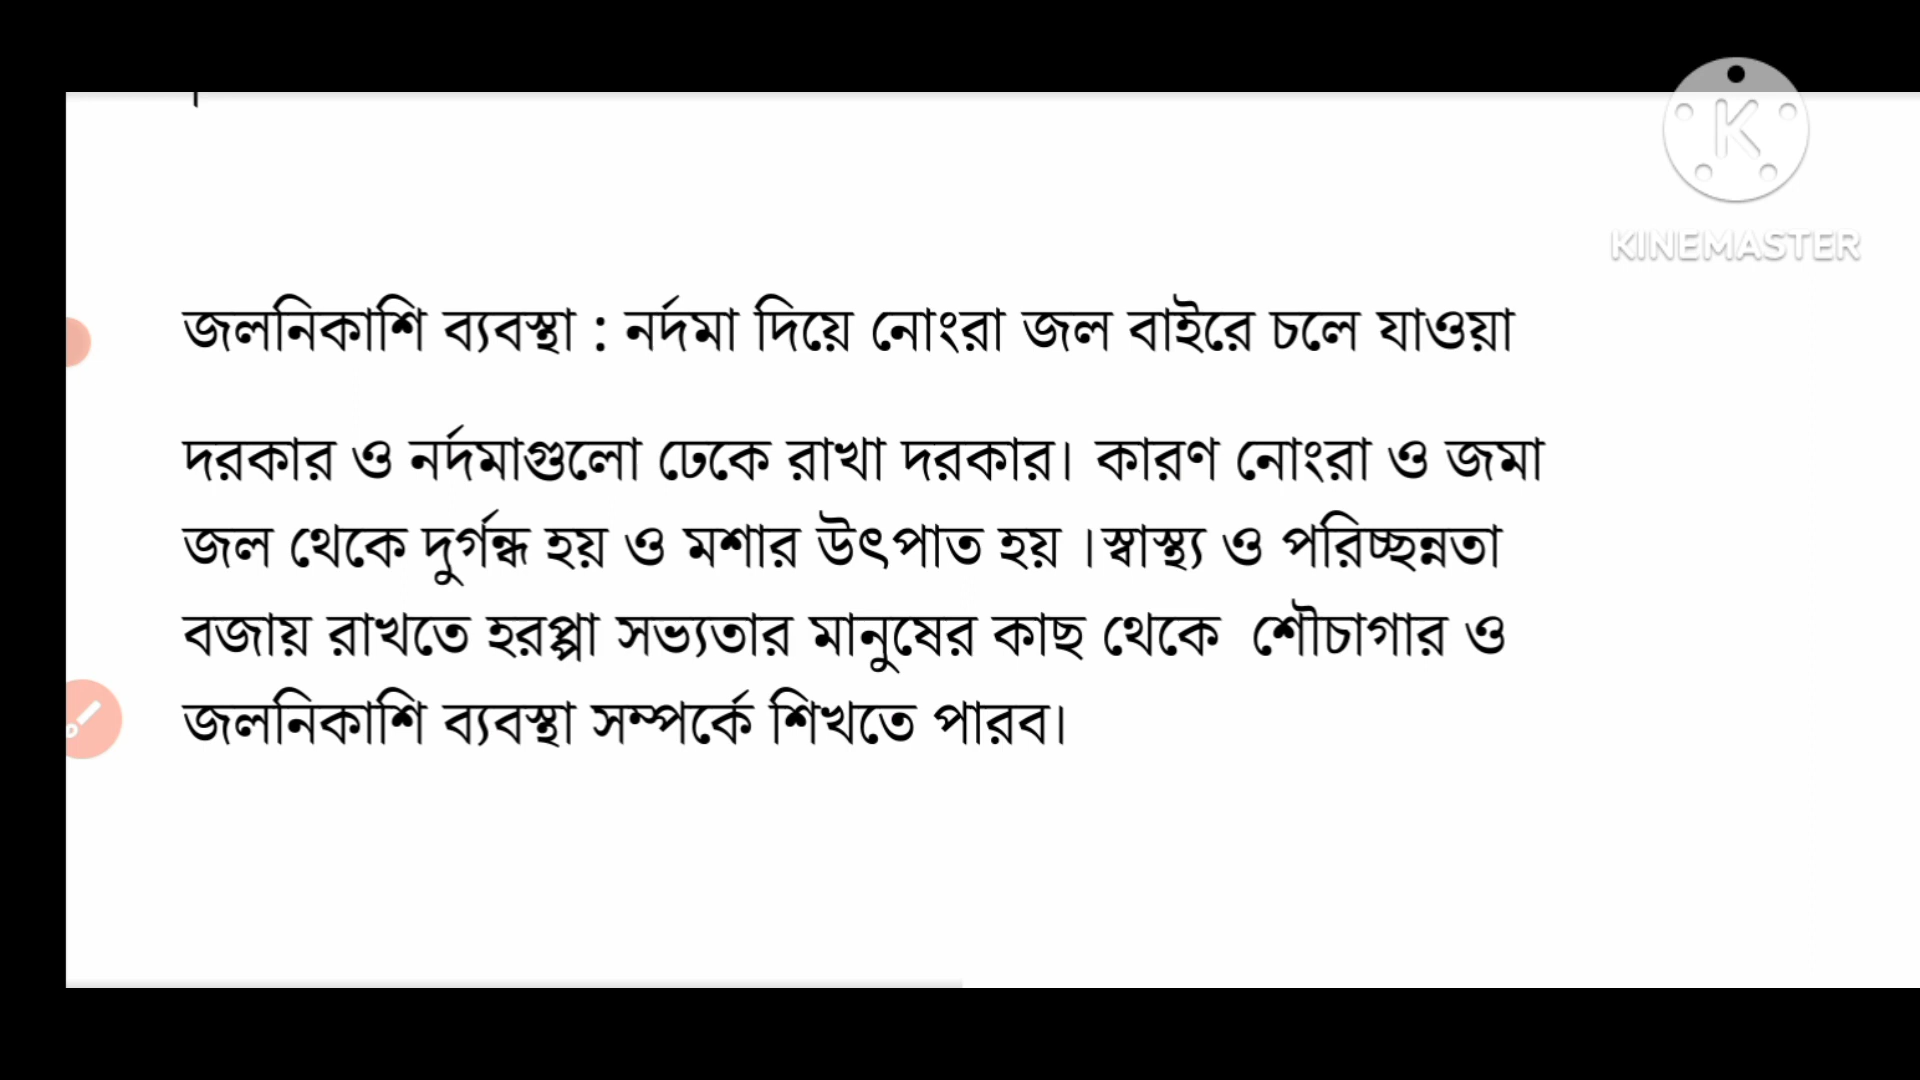 KINEMASTER
জলনিকাশি ব্যবস্থা : নর্দমা দিয়ে নোংরা জল বাইরে চলে যাওয়া
দরকার ও নর্দমাগুলো ঢেকে রাখা দরকার। কারণ নোংরা ও জমা
জল থেকে দুর্গন্ধ হয় ও মশার উৎপাত হয় ।স্বাস্থ্য ও পরিচ্ছন্নতা
বজায় রাখতে হরপ্পা সভ্যতার মানুষের কাছ থেকে  শৌচাগার ও
জলনিকাশি ব্যবস্থা সম্পর্কে শিখতে পারব।